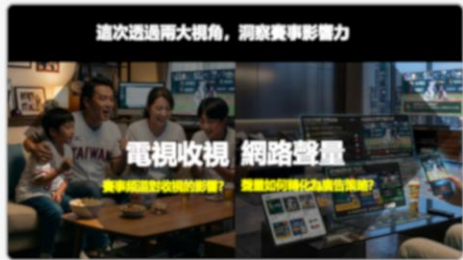 這次透過兩大視角，洞察賽事影響力
TAIWAN
電視收視 網路聲量
賽事頻道對收視的影響？ 聲量如何轉化為廣告策略？